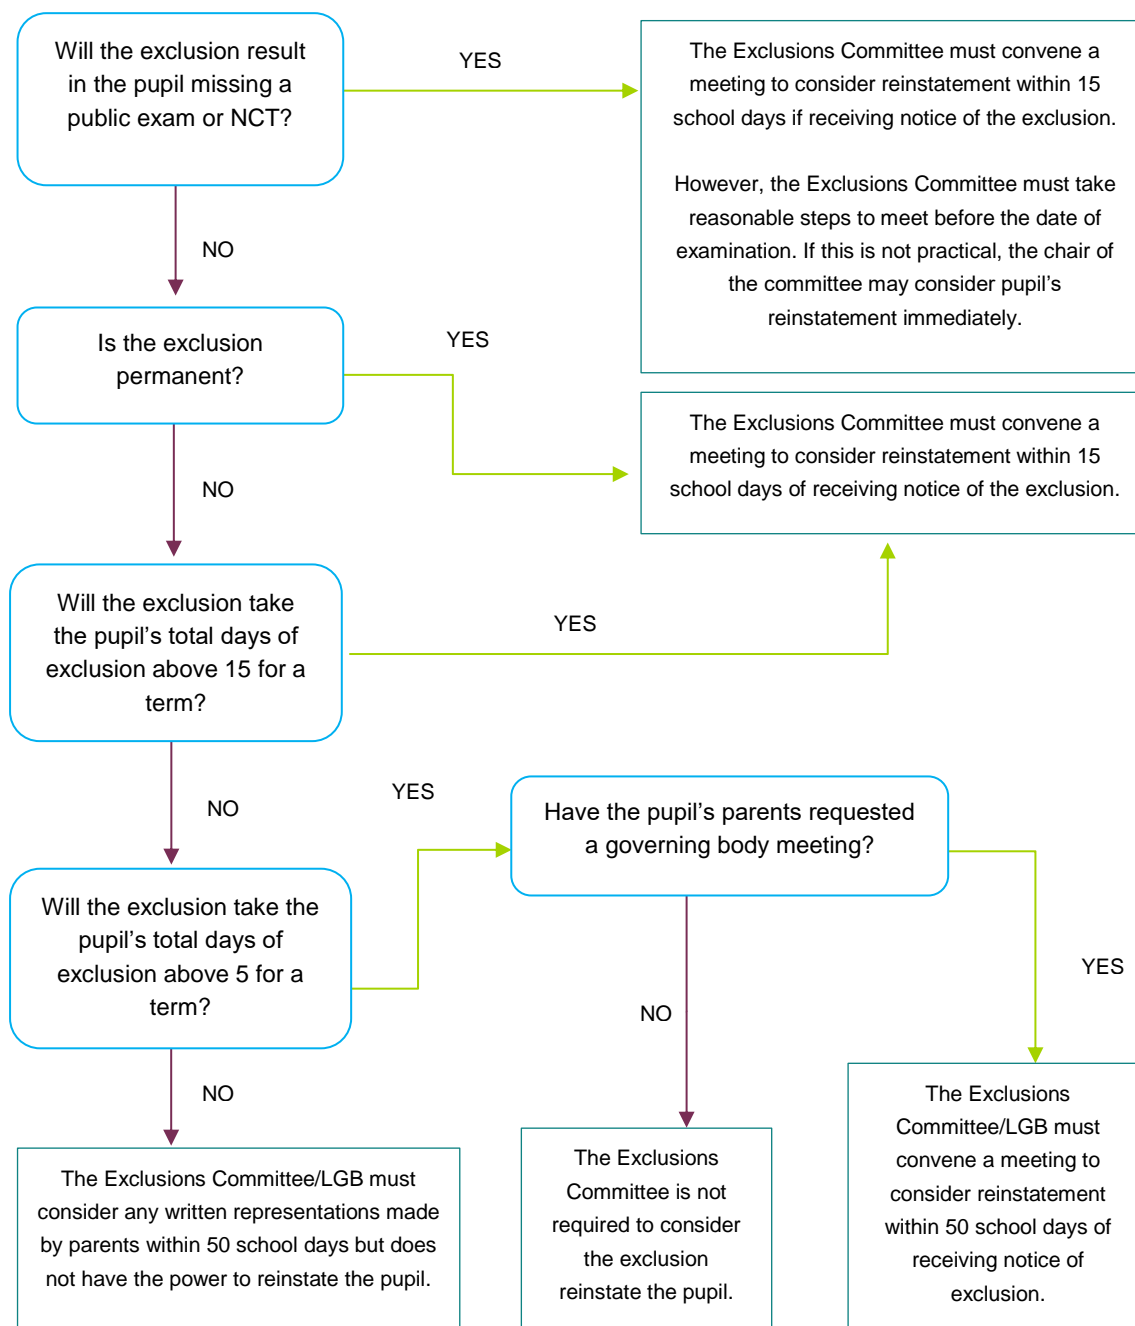 Will the exclusion result
in the pupil missing a
public exam or NCT?
YES
The Exclusions Committee must convene a
meeting to consider reinstatement within 15
school days if receiving notice of the exclusion.
However, the Exclusions Committee must take
reasonable steps to meet before the date of
examination. If this is not practical, the chair of
the committee may consider pupil’s
reinstatement immediately.
NO
Is the exclusion
permanent?
YES
The Exclusions Committee must convene a
meeting to consider reinstatement within 15
school days of receiving notice of the exclusion.
NO
Will the exclusion take
the pupil’s total days of
exclusion above 15 for a
term?
YES
NO
Will the exclusion take the
pupil’s total days of
exclusion above 5 for a
term?
YES
Have the pupil’s parents requested
a governing body meeting?
NO
YES
NO
The Exclusions Committee/LGB must
consider any written representations made
by parents within 50 school days but does
not have the power to reinstate the pupil.
The Exclusions
Committee is not
required to consider
the exclusion
reinstate the pupil.
The Exclusions
Committee/LGB must
convene a meeting to
consider reinstatement
within 50 school days of
receiving notice of
exclusion.